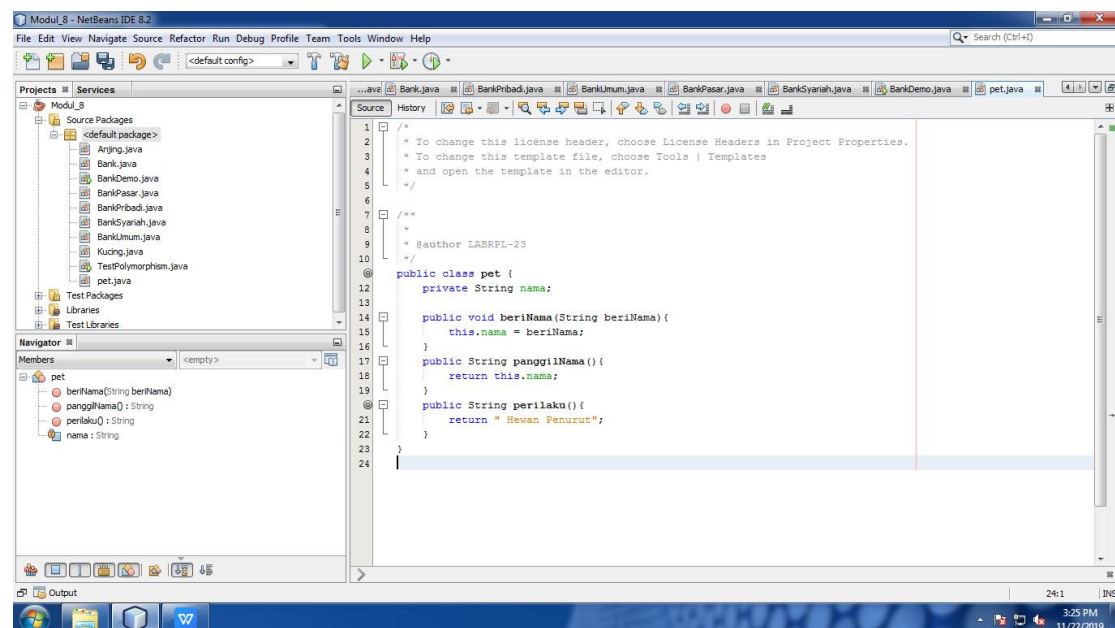 Modul_8 - NetBeans IDE 8.2
File Edit View Navigate Source Refactor Run Debug Profile Team Tools Window Help
Search (Ctrl+I)
<default config>
Projects Services
...ava Bank.java BankPribadi.java BankUmum.java BankPasar.java BankSyariah.java BankDemo.java pet.java
Source History
Modul_8
Source Packages
<default package>
Anjing.java
Bank.java
BankDemo.java
BankPasar.java
BankPribadi.java
BankSyariah.java
BankUmum.java
Kucing.java
TestPolymorphism.java
pet.java
Test Packages
Libraries
Test Libraries
Navigator
Members <empty>
pet
beriNama(String beriNama)
panggilNama() : String
perilaku() : String
nama : String
1 /*
2 * To change this license header, choose License Headers in Project Properties.
3 * To change this template file, choose Tools | Templates
4 * and open the template in the editor.
5 */
6
7 /**
8 *
9 * @author LABRPL-23
10 */
public class pet {
12 private String nama;
13
14 public void beriNama(String beriNama){
15 this.nama = beriNama;
16 }
17 public String panggilNama(){
18 return this.nama;
19 }
public String perilaku(){
21 return " Hewan Penurut";
22 }
23 }
24
Output
24:1 INS
3:25 PM
11/22/2019